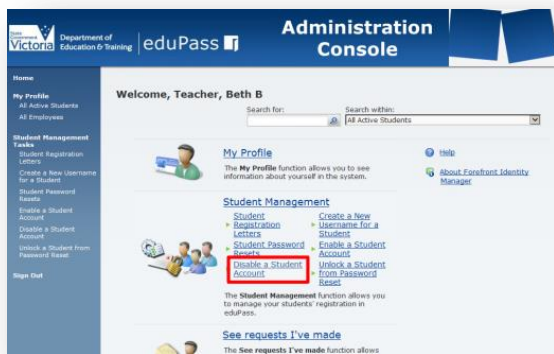 State Government
Victoria
Department of
Education & Training
eduPass
Administration
Console
Home
My Profile
All Active Students
All Employees
Student Management
Tasks
Student Registration
Letters
Create a New Username
for a Student
Student Password
Resets
Enable a Student
Account
Disable a Student
Account
Unlock a Student from
Password Reset
Sign Out
Welcome, Teacher, Beth B
Search for:
Search within:
All Active Students
My Profile
The My Profile function allows you to see
information about yourself in the system.
Help
About Forefront Identity
Manager
Student Management
Student
Registration
Letters
Create a New
Username for a
Student
Student Password
Resets
Enable a Student
Account
Disable a Student
Account
Unlock a Student
from Password
Reset
The Student Management function allows you
to manage your students' registration in
eduPass.
See requests I've made
The See requests I've made function allows